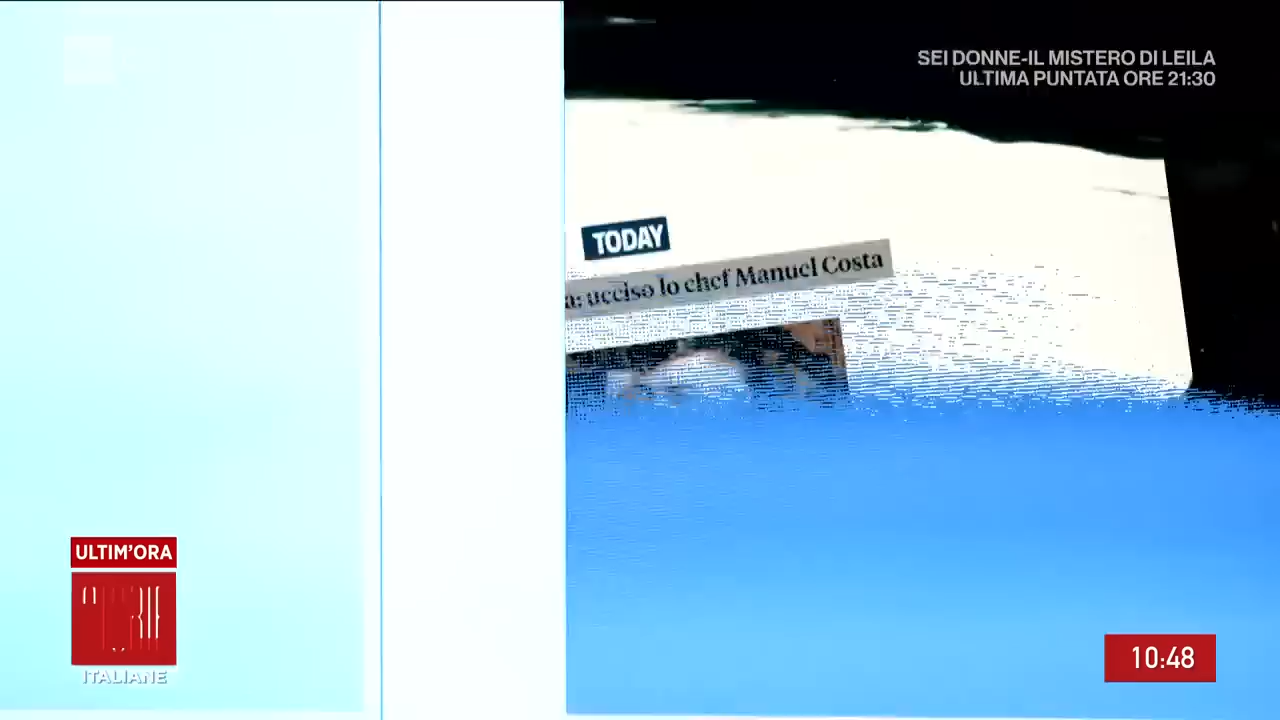 SEI DONNE-IL MISTERO DI LEILA
ULTIMA PUNTATA ORE 21:30
TODAY
a: ucciso lo chef Manuel Costa
ULTIM'ORA
ITALIANE
10:48